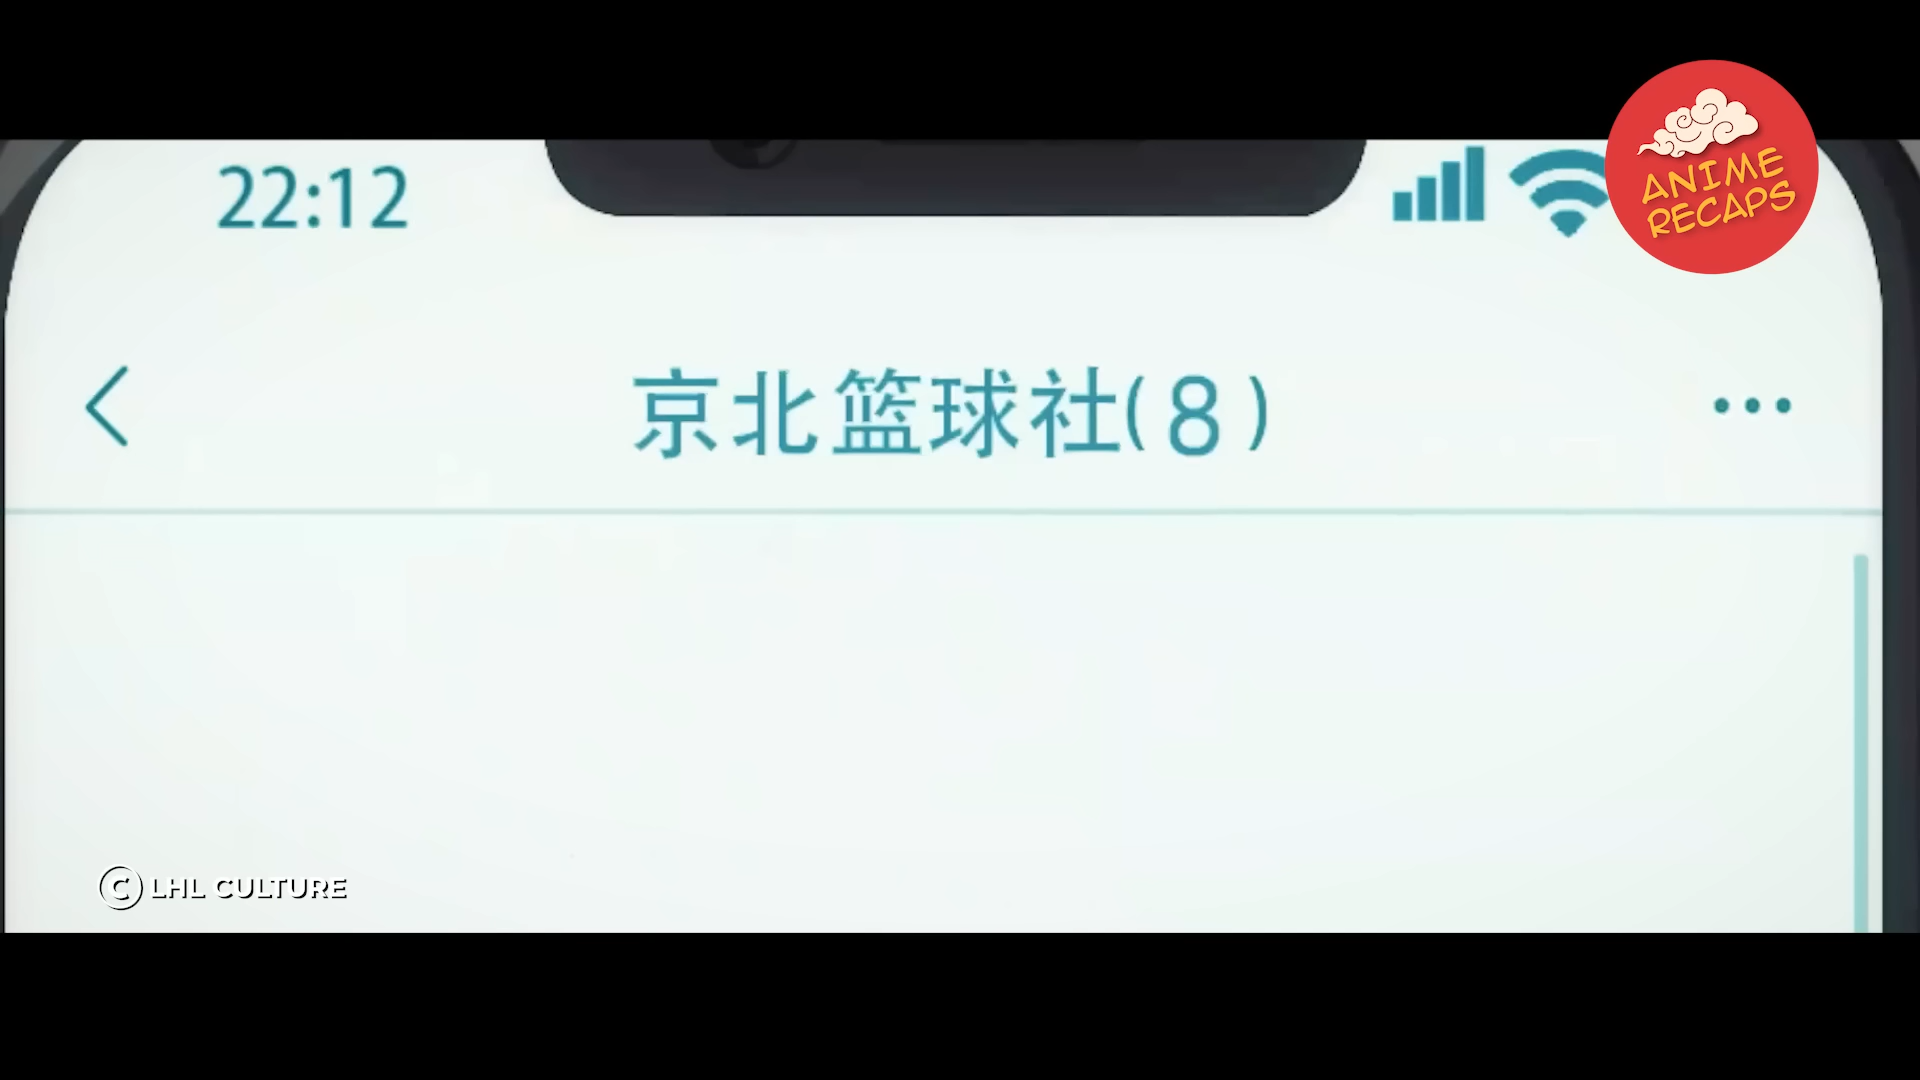 22:12
ANIME
RECAPS
京北篮球社(8)
© LHL CULTURE